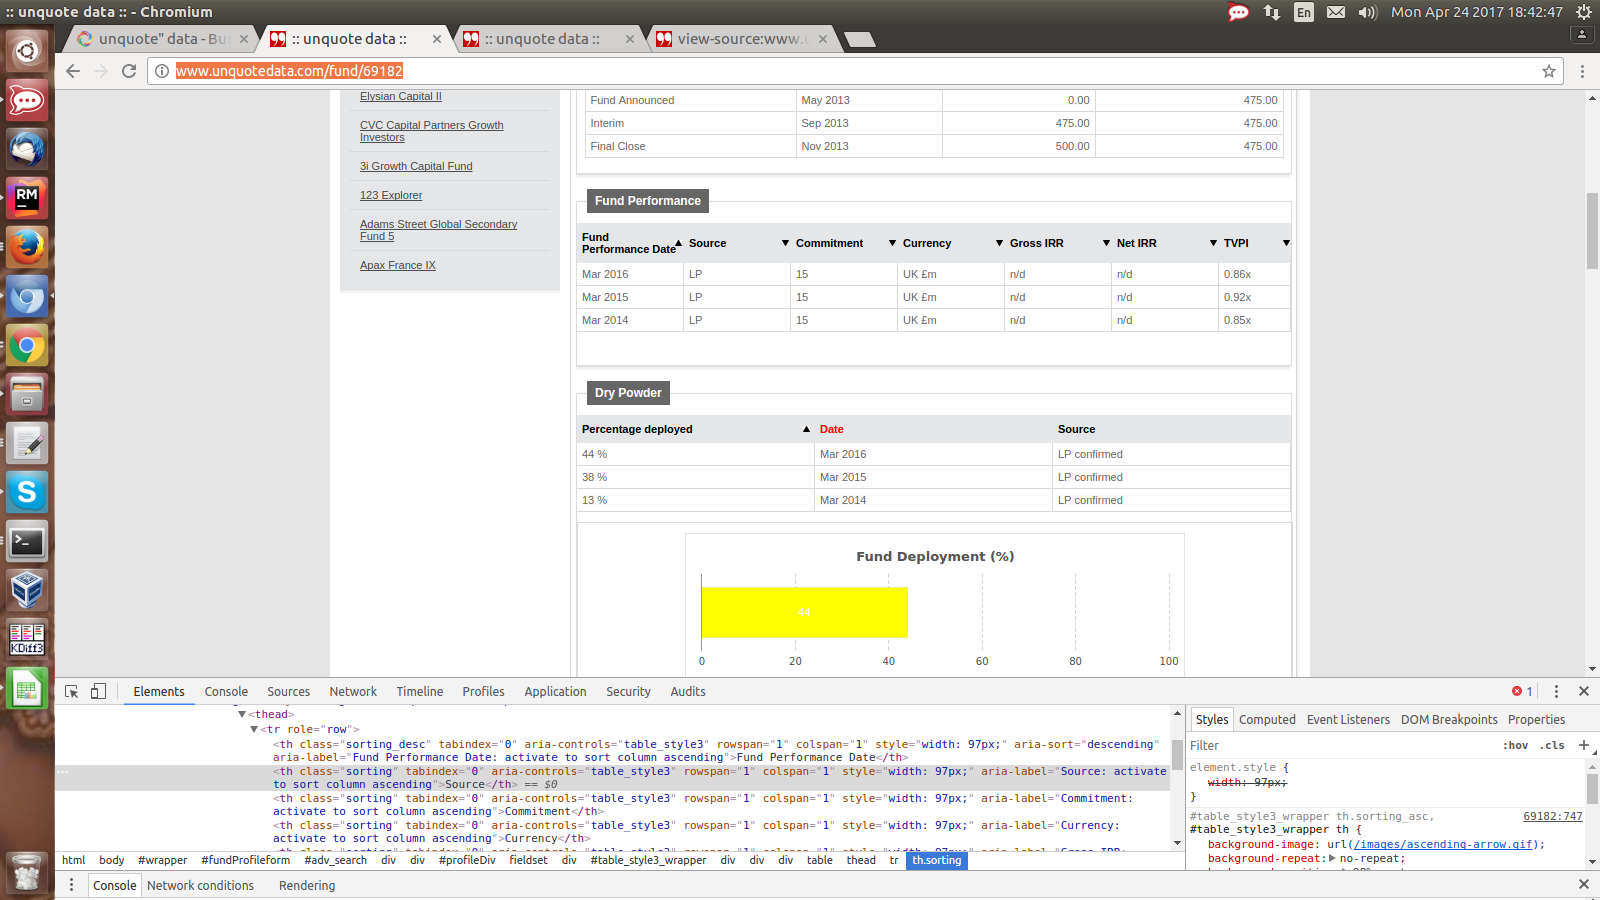 :: unquote data :: - Chromium
En
Mon Apr 24 2017 18:42:47
unquote" data - Bu
:: unquote data ::
:: unquote data ::
view-source:www.u
www.unquotedata.com/fund/69182
Elysian Capital II
CVC Capital Partners Growth
Investors
3i Growth Capital Fund
123 Explorer
Adams Street Global Secondary
Fund 5
Apax France IX
Fund Announced May 2013 0.00 475.00
Interim Sep 2013 475.00 475.00
Final Close Nov 2013 500.00 475.00
Fund Performance
Fund
Performance Date Source Commitment Currency Gross IRR Net IRR TVPI
Mar 2016 LP 15 UK £m n/d n/d 0.86x
Mar 2015 LP 15 UK £m n/d n/d 0.92x
Mar 2014 LP 15 UK £m n/d n/d 0.85x
Dry Powder
Percentage deployed Date Source
44 % Mar 2016 LP confirmed
38 % Mar 2015 LP confirmed
13 % Mar 2014 LP confirmed
Fund Deployment (%)
44
0 20 40 60 80 100
RM
S
KDiff3
Elements Console Sources Network Timeline Profiles Application Security Audits 1
<thead>
<tr role="row">
<th class="sorting_desc" tabindex="0" aria-controls="table_style3" rowspan="1" colspan="1" style="width: 97px;" aria-sort="descending"
aria-label="Fund Performance Date: activate to sort column ascending">Fund Performance Date</th>
<th class="sorting" tabindex="0" aria-controls="table_style3" rowspan="1" colspan="1" style="width: 97px;" aria-label="Source: activate
to sort column ascending">Source</th> == $0
<th class="sorting" tabindex="0" aria-controls="table_style3" rowspan="1" colspan="1" style="width: 97px;" aria-label="Commitment:
activate to sort column ascending">Commitment</th>
<th class="sorting" tabindex="0" aria-controls="table_style3" rowspan="1" colspan="1" style="width: 97px;" aria-label="Currency:
activate to sort column ascending">Currency</th>
html body #wrapper #fundProfileform #adv_search div div #profileDiv fieldset div #table_style3_wrapper div div div table thead tr th.sorting
Styles Computed Event Listeners DOM Breakpoints Properties
Filter :hov .cls +
element.style {
width: 97px;
}
#table_style3_wrapper th.sorting_asc, 69182:747
#table_style3_wrapper th {
background-image: url(/images/ascending-arrow.gif);
background-repeat: no-repeat;
Console Network conditions Rendering